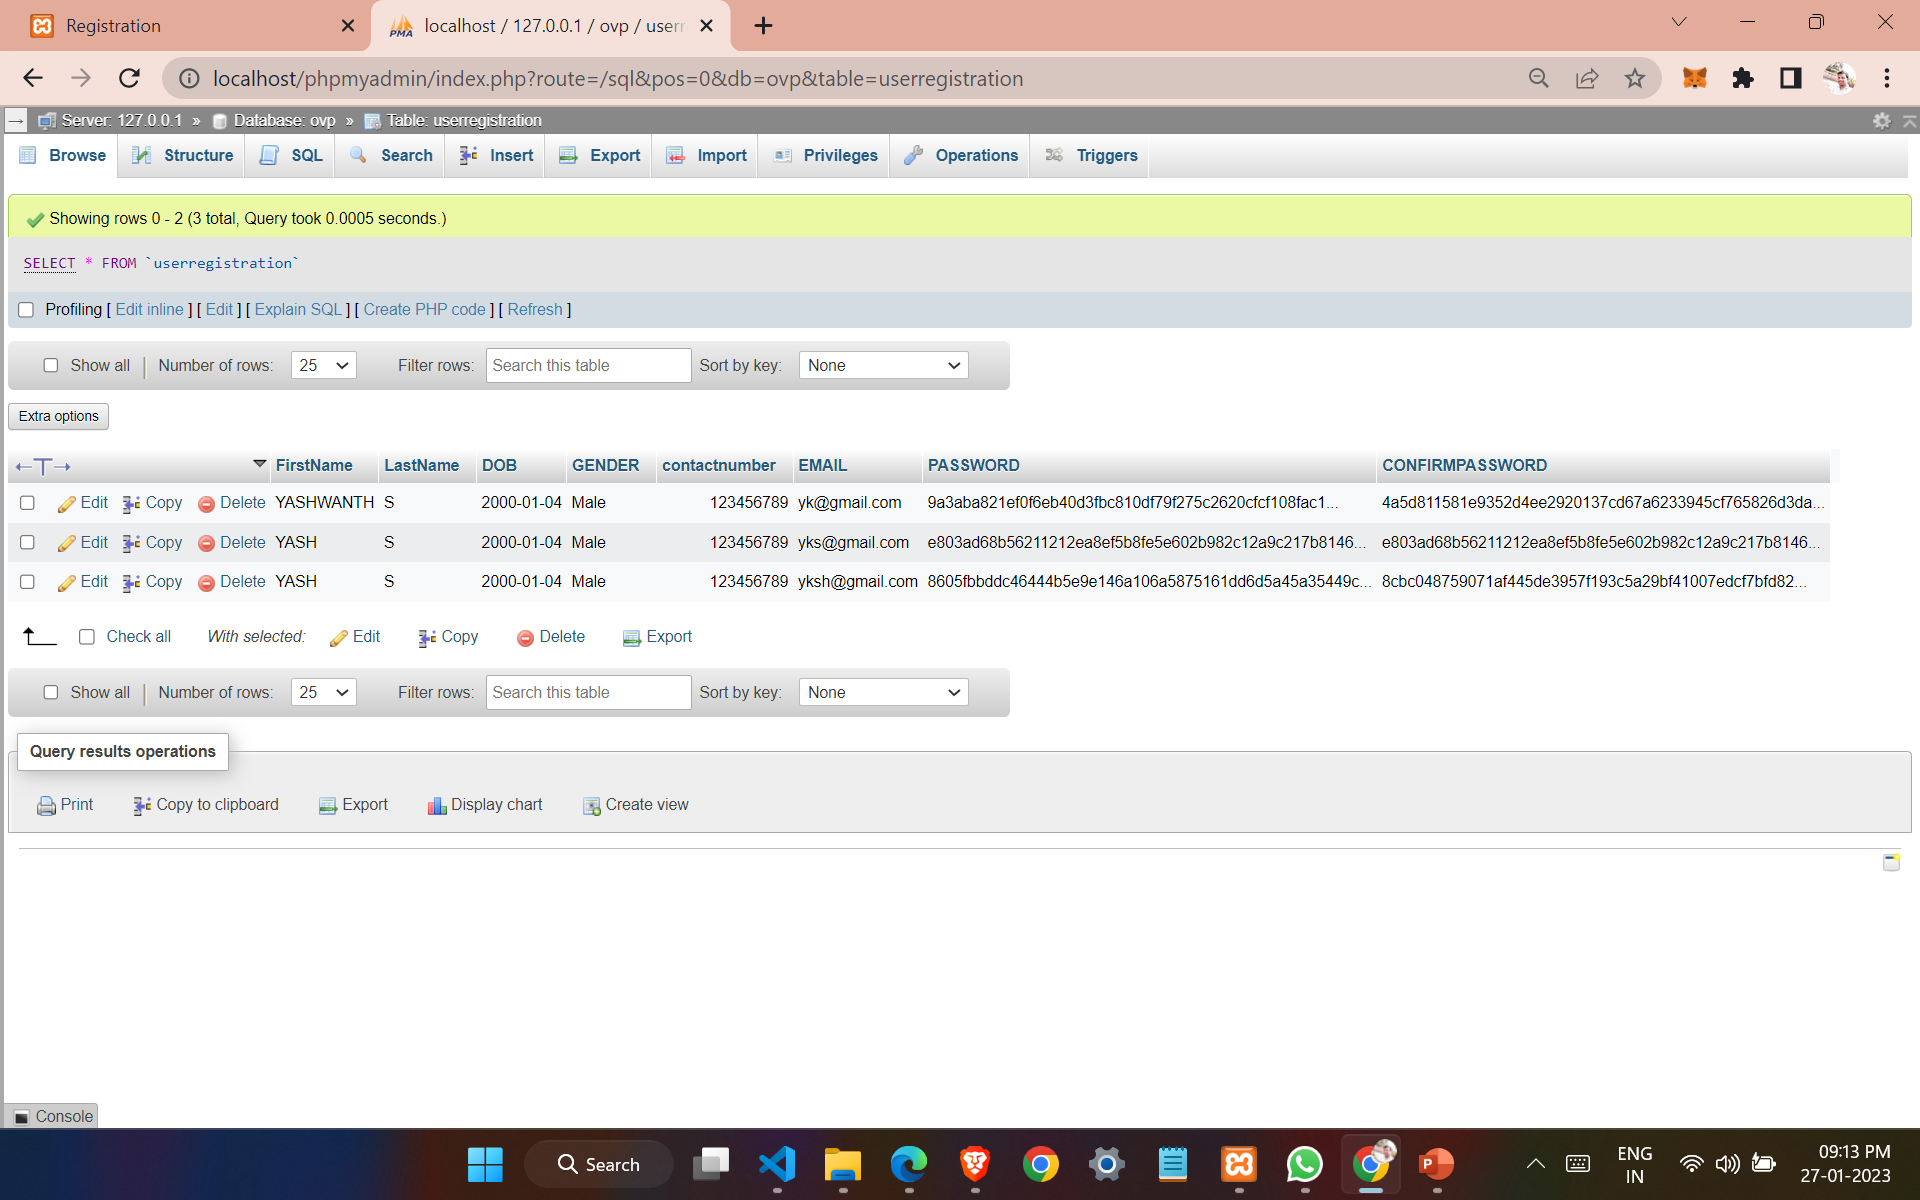 Registration
localhost / 127.0.0.1 / ovp / userr
localhost/phpmyadmin/index.php?route=/sql&pos=0&db=ovp&table=userregistration
Server: 127.0.0.1 » Database: ovp » Table: userregistration
Browse Structure SQL Search Insert Export Import Privileges Operations Triggers
Showing rows 0 - 2 (3 total, Query took 0.0005 seconds.)
SELECT * FROM `userregistration`
Profiling [ Edit inline ] [ Edit ] [ Explain SQL ] [ Create PHP code ] [ Refresh ]
Show all | Number of rows: 25 Filter rows: Search this table Sort by key: None
Extra options
←T→ FirstName LastName DOB GENDER contactnumber EMAIL PASSWORD CONFIRMPASSWORD
Edit Copy Delete YASHWANTH S 2000-01-04 Male 123456789 yk@gmail.com 9a3aba821ef0f6eb40d3fbc810df79f275c2620cfcf108fac1... 4a5d811581e9352d4ee2920137cd67a6233945cf765826d3da...
Edit Copy Delete YASH S 2000-01-04 Male 123456789 yks@gmail.com e803ad68b56211212ea8ef5b8fe5e602b982c12a9c217b8146... e803ad68b56211212ea8ef5b8fe5e602b982c12a9c217b8146...
Edit Copy Delete YASH S 2000-01-04 Male 123456789 yksh@gmail.com 8605fbbddc46444b5e9e146a106a5875161dd6d5a45a35449c... 8cbc048759071af445de3957f193c5a29bf41007edcf7bfd82...
Check all With selected: Edit Copy Delete Export
Show all | Number of rows: 25 Filter rows: Search this table Sort by key: None
Query results operations
Print Copy to clipboard Export Display chart Create view
Console
Search
ENG
IN
09:13 PM
27-01-2023